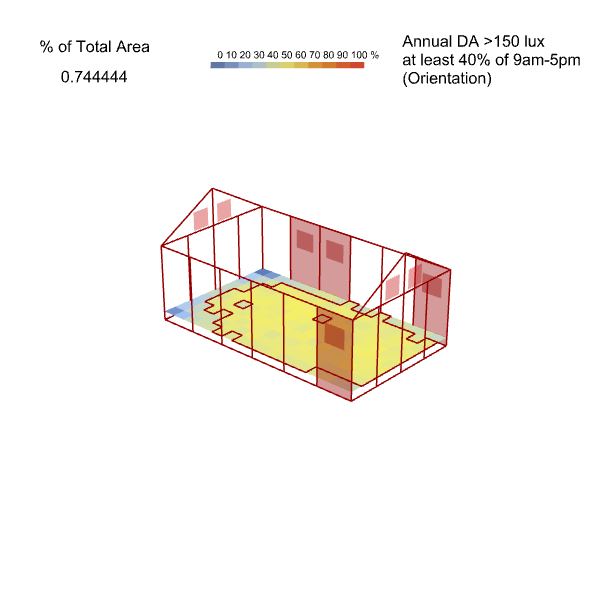 % of Total Area
0.744444
0 10 20 30 40 50 60 70 80 90 100 %
Annual DA >150 lux
at least 40% of 9am-5pm
(Orientation)